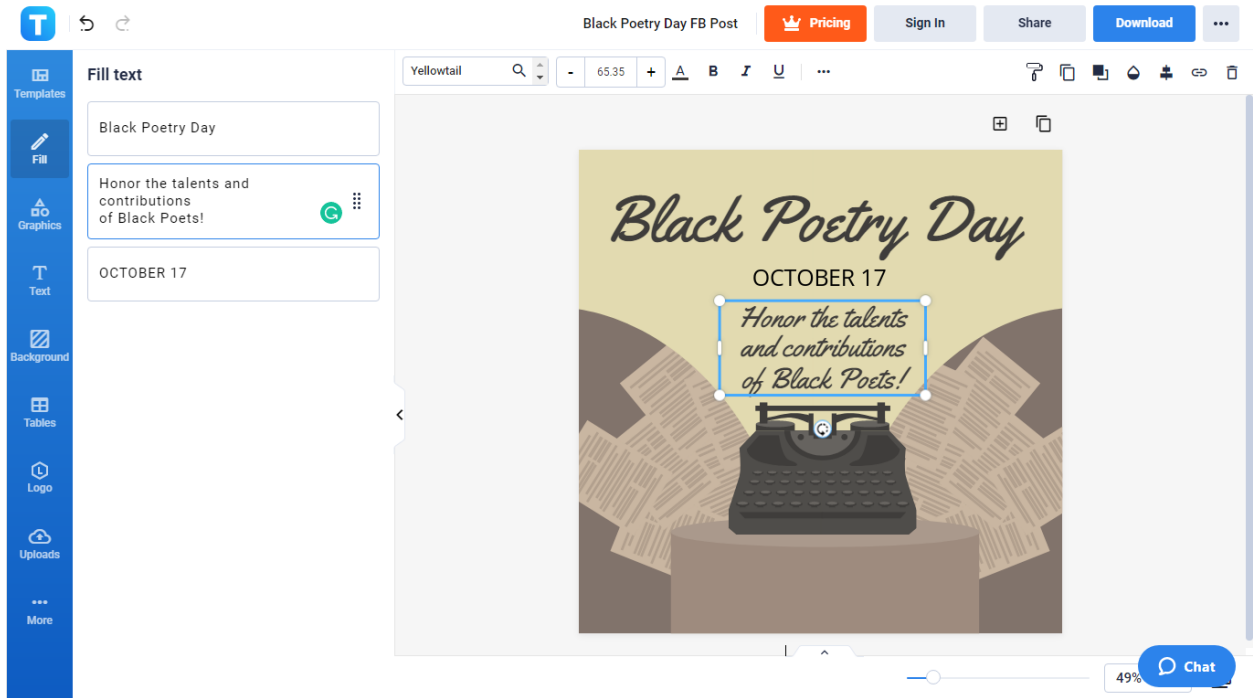 T
Black Poetry Day FB Post
Pricing
Sign In
Share
Download
Templates
Fill
Graphics
Text
Background
Tables
Logo
Uploads
More
Fill text
Black Poetry Day
Honor the talents and
contributions
of Black Poets!
OCTOBER 17
Yellowtail
- 65.35 + A B I U
Black Poetry Day
OCTOBER 17
Honor the talents
and contributions
of Black Poets!
49%
Chat